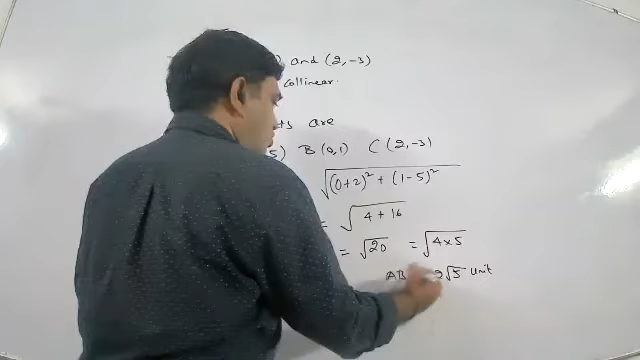 and (2, -3)
collinear.
are
5) B (0,1) C (2, -3)
√(0+2)² + (1-5)²
= √4 + 16
= √20 = √4×5
AB 2√5 Unit